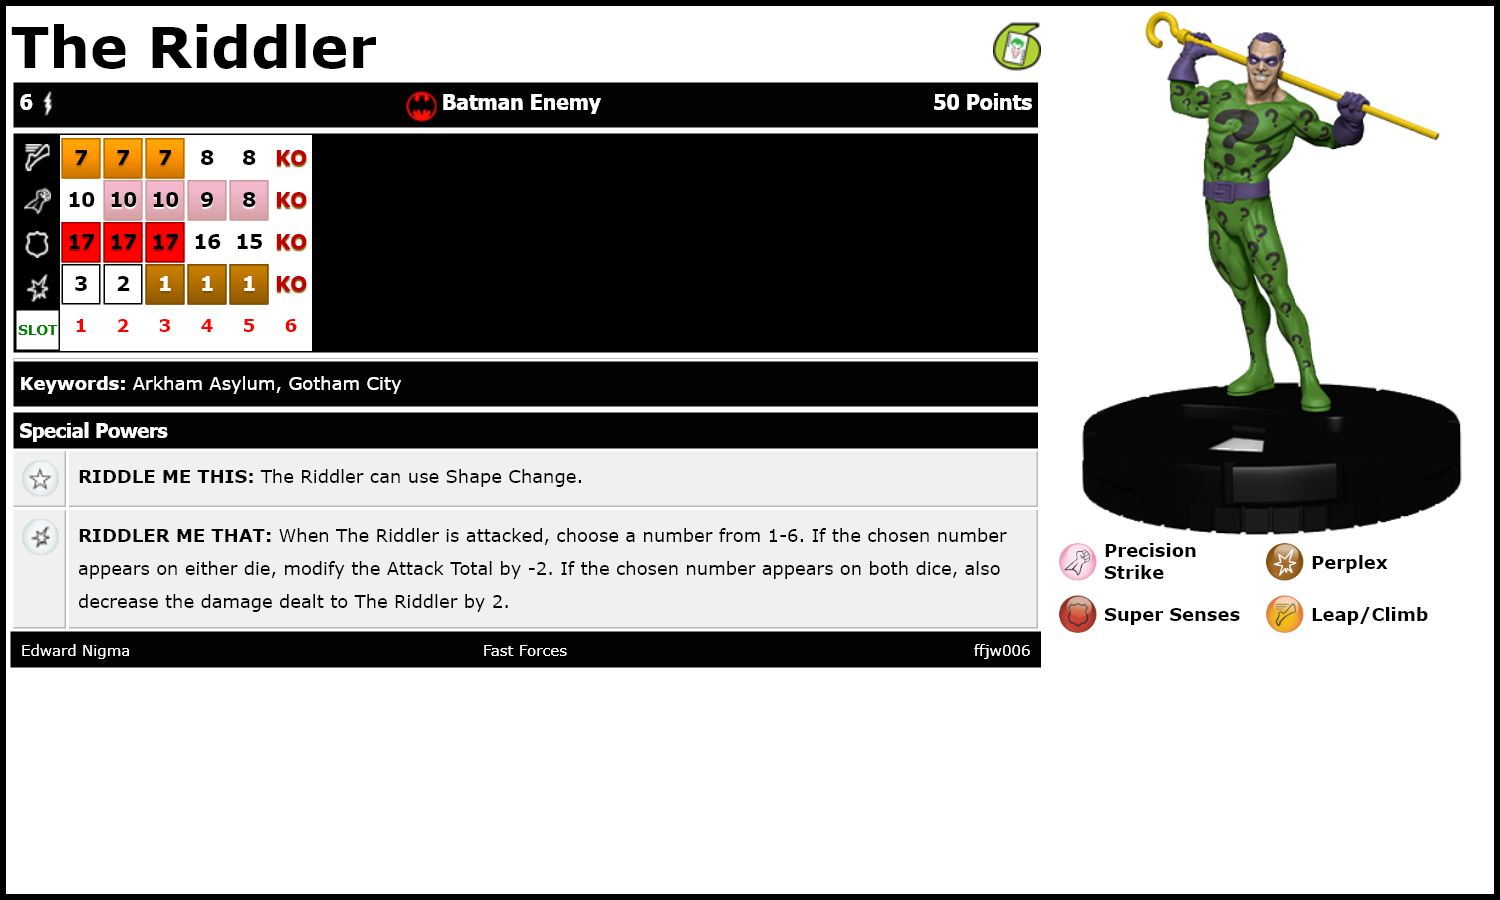 The Riddler
6 Batman Enemy 50 Points
7 7 7 8 8 KO
10 10 10 9 8 KO
17 17 17 16 15 KO
3 2 1 1 1 KO
SLOT 1 2 3 4 5 6
Keywords: Arkham Asylum, Gotham City
Special Powers
RIDDLE ME THIS: The Riddler can use Shape Change.
RIDDLER ME THAT: When The Riddler is attacked, choose a number from 1-6. If the chosen number
appears on either die, modify the Attack Total by -2. If the chosen number appears on both dice, also
decrease the damage dealt to The Riddler by 2.
Edward Nigma Fast Forces ffjw006
Precision
Strike
Perplex
Super Senses
Leap/Climb